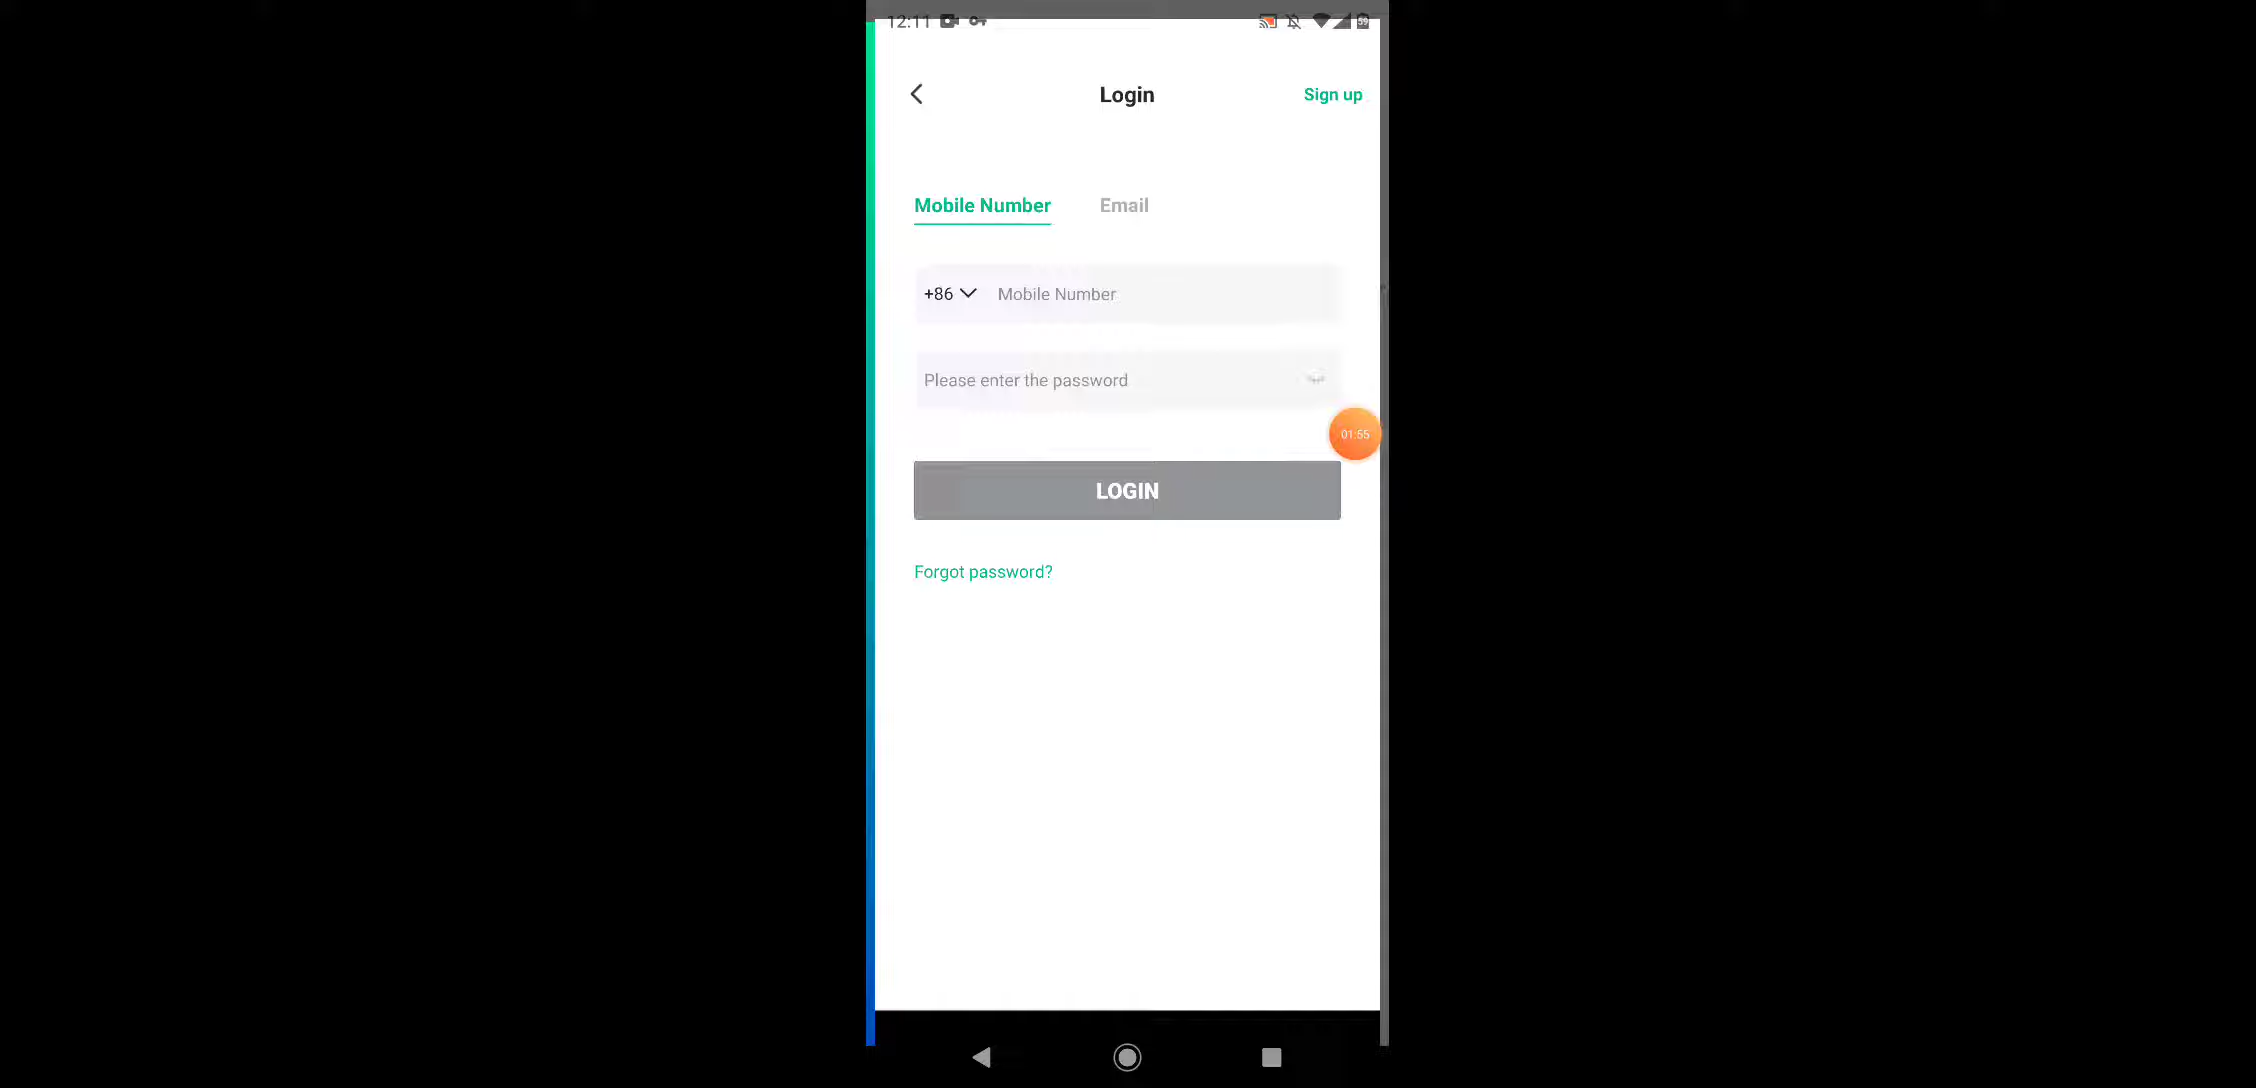 12:11
59
Login
Sign up
Mobile Number
Email
+86
Mobile Number
Please enter the password
01:55
LOGIN
Forgot password?